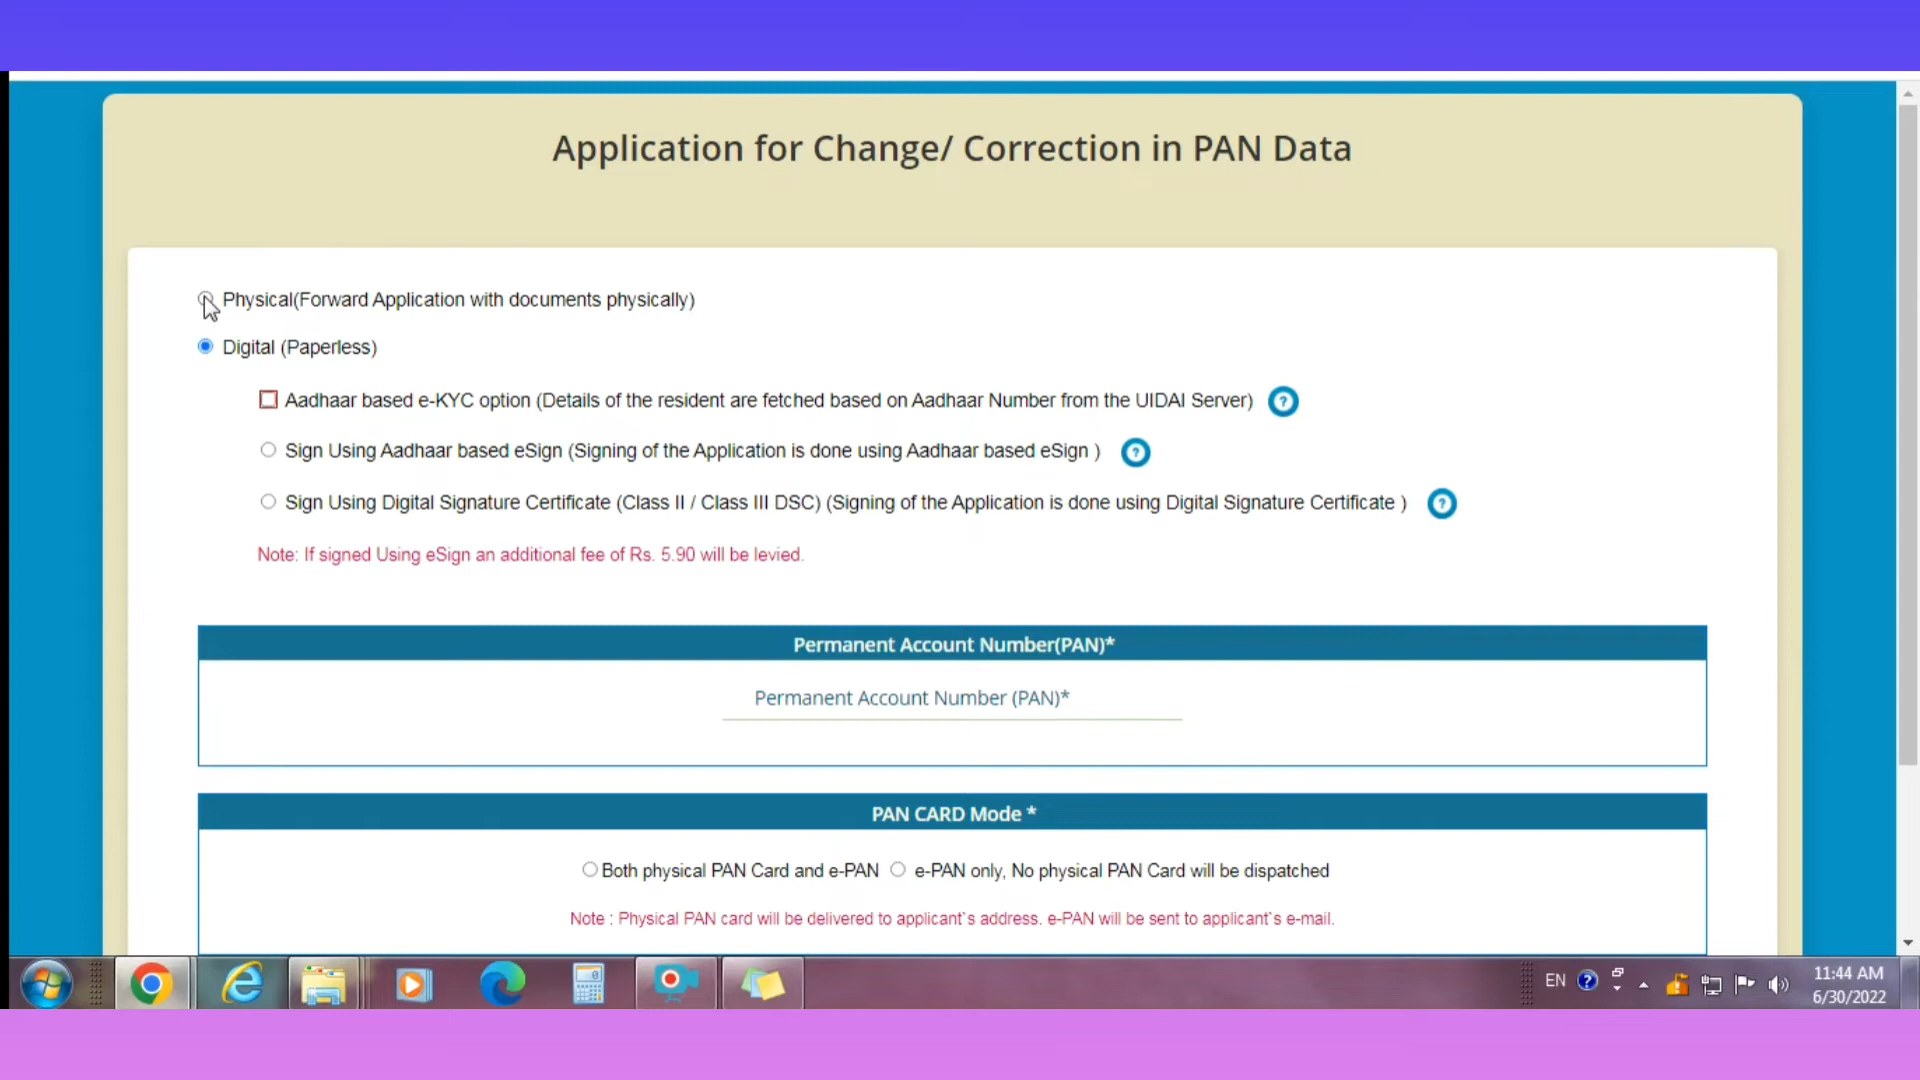 Application for Change/ Correction in PAN Data
Physical(Forward Application with documents physically)
Digital (Paperless)
Aadhaar based e-KYC option (Details of the resident are fetched based on Aadhaar Number from the UIDAI Server) ?
Sign Using Aadhaar based eSign (Signing of the Application is done using Aadhaar based eSign ) ?
Sign Using Digital Signature Certificate (Class II / Class III DSC) (Signing of the Application is done using Digital Signature Certificate ) ?
Note: If signed Using eSign an additional fee of Rs. 5.90 will be levied.
Permanent Account Number(PAN)*
Permanent Account Number (PAN)*
PAN CARD Mode *
Both physical PAN Card and e-PAN e-PAN only, No physical PAN Card will be dispatched
Note : Physical PAN card will be delivered to applicant`s address. e-PAN will be sent to applicant`s e-mail.
EN ? 11:44 AM
6/30/2022